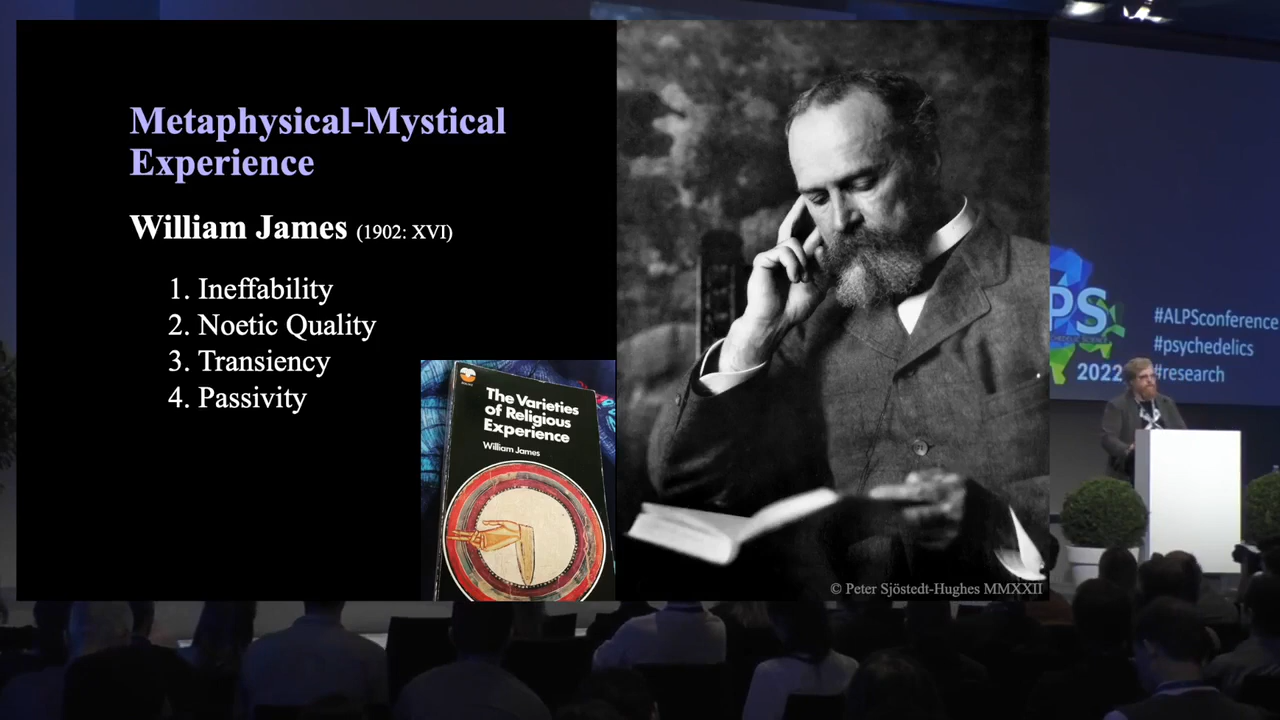 Metaphysical-Mystical
Experience
William James (1902: XVI)
1. Ineffability
2. Noetic Quality
3. Transiency
4. Passivity
The Varieties
of Religious
Experience
William James
© Peter Sjöstedt-Hughes MMXXII
PS
2022
#ALPSconference
#psychedelics
#research